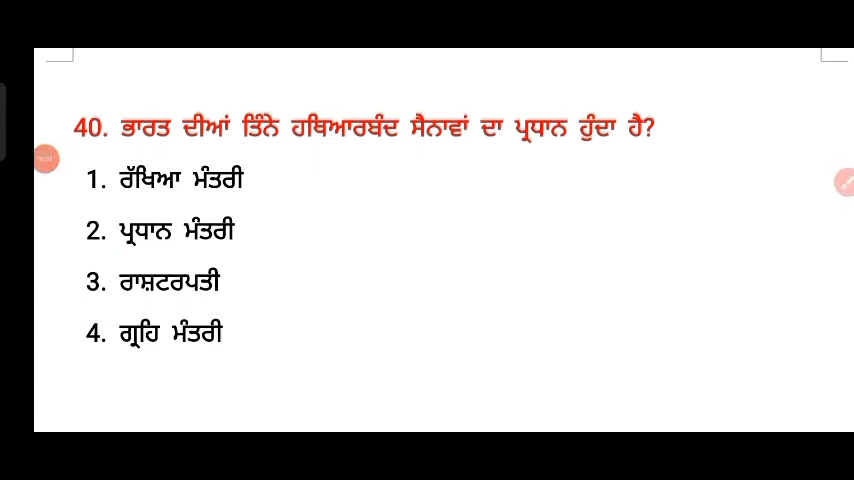 40. ਭਾਰਤ ਦੀਆਂ ਤਿੰਨੇ ਹਥਿਆਰਬੰਦ ਸੈਨਾਵਾਂ ਦਾ ਪ੍ਰਧਾਨ ਹੁੰਦਾ ਹੈ?
1. ਰੱਖਿਆ ਮੰਤਰੀ
2. ਪ੍ਰਧਾਨ ਮੰਤਰੀ
3. ਰਾਸ਼ਟਰਪਤੀ
4. ਗ੍ਰਹਿ ਮੰਤਰੀ